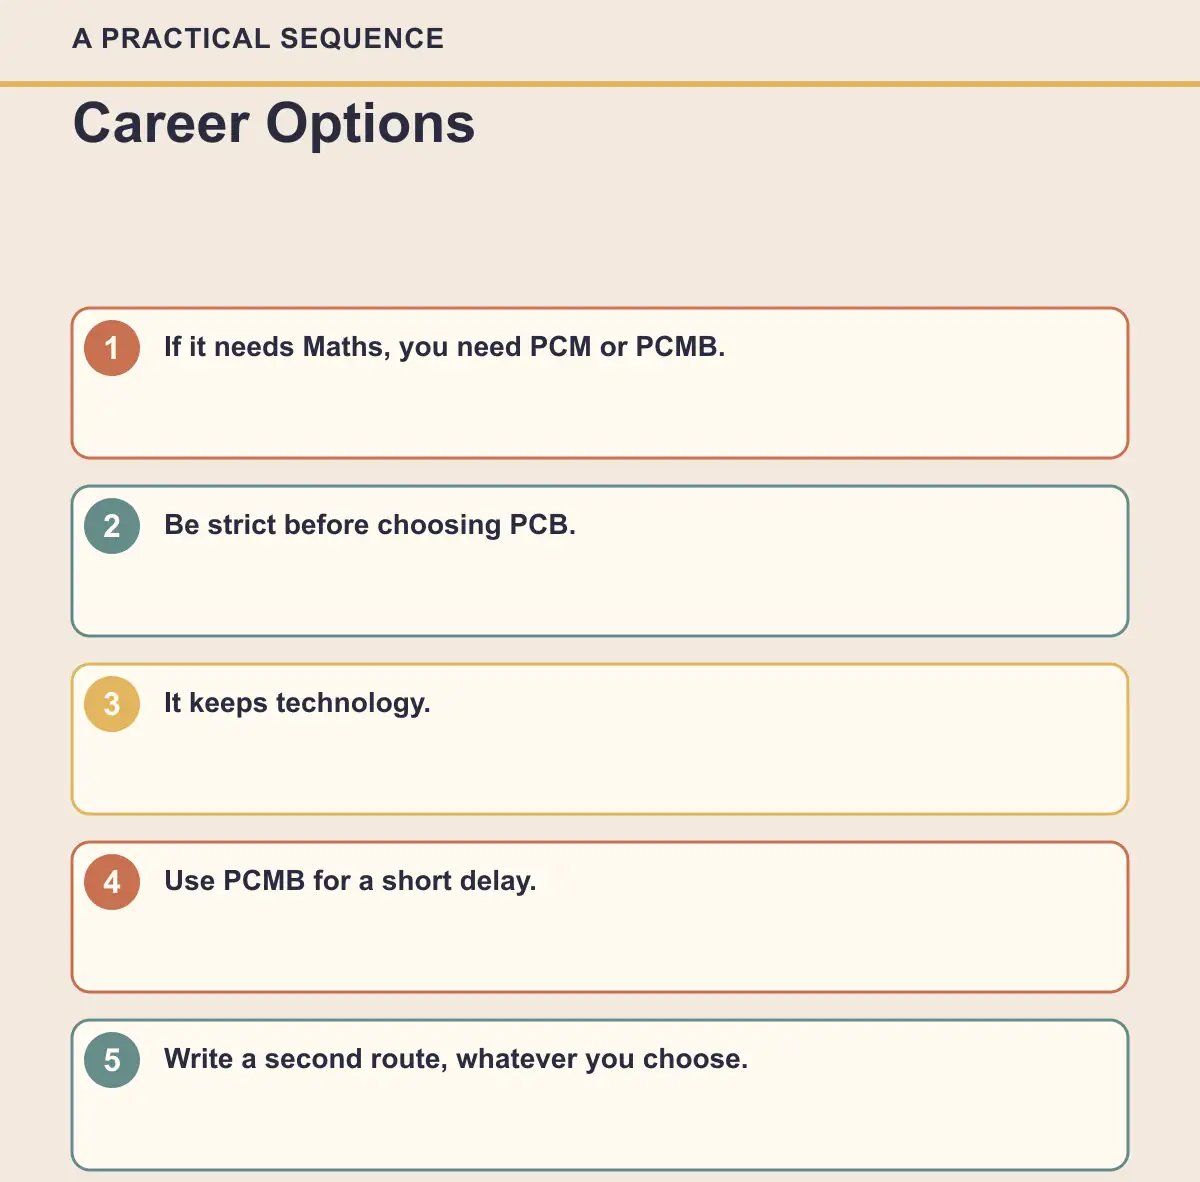 A PRACTICAL SEQUENCE
Career Options
1 If it needs Maths, you need PCM or PCMB.
2 Be strict before choosing PCB.
3 It keeps technology.
4 Use PCMB for a short delay.
5 Write a second route, whatever you choose.